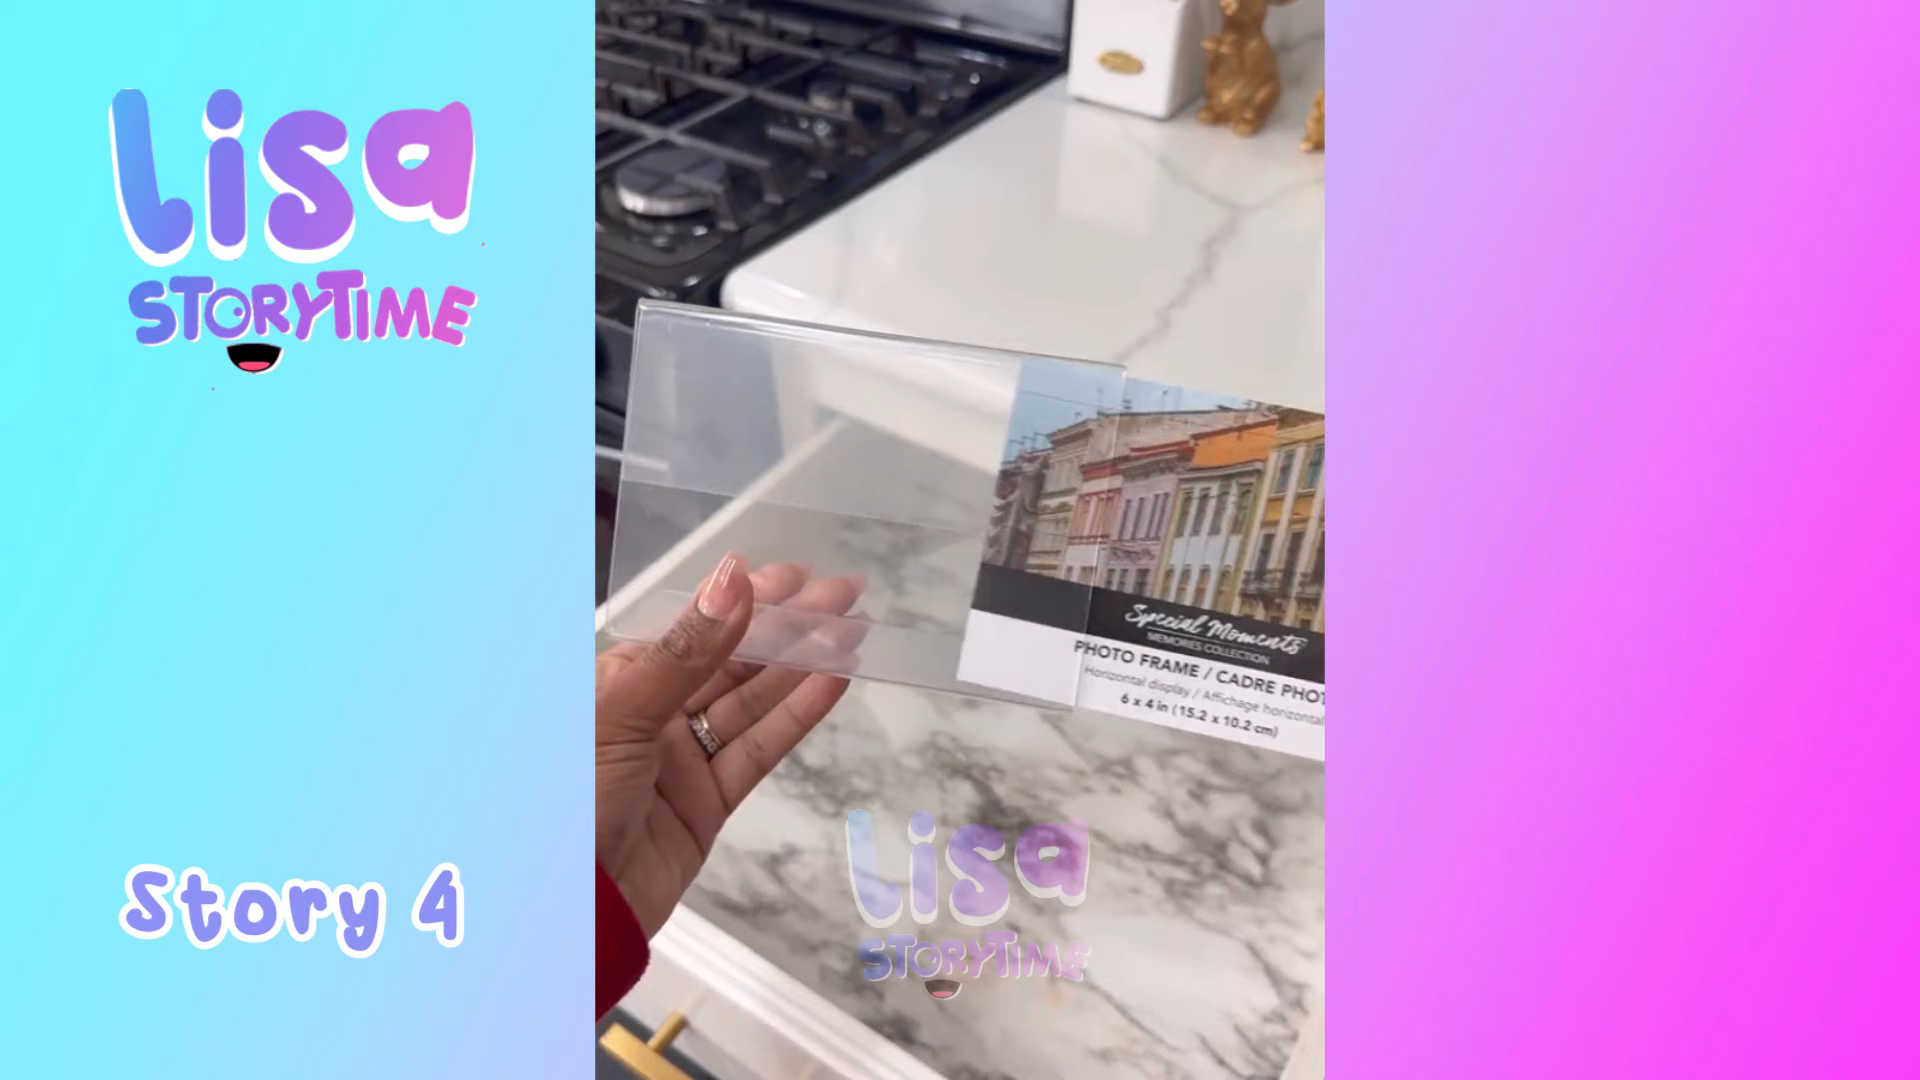 Lisa
STORYTIME
Special Moments
MEMORIES COLLECTION
PHOTO FRAME / CADRE PHOT
Horizontal display / Affichage horizontal
6 x 4 in (15.2 x 10.2 cm)
Lisa
STORYTIME
Story 4